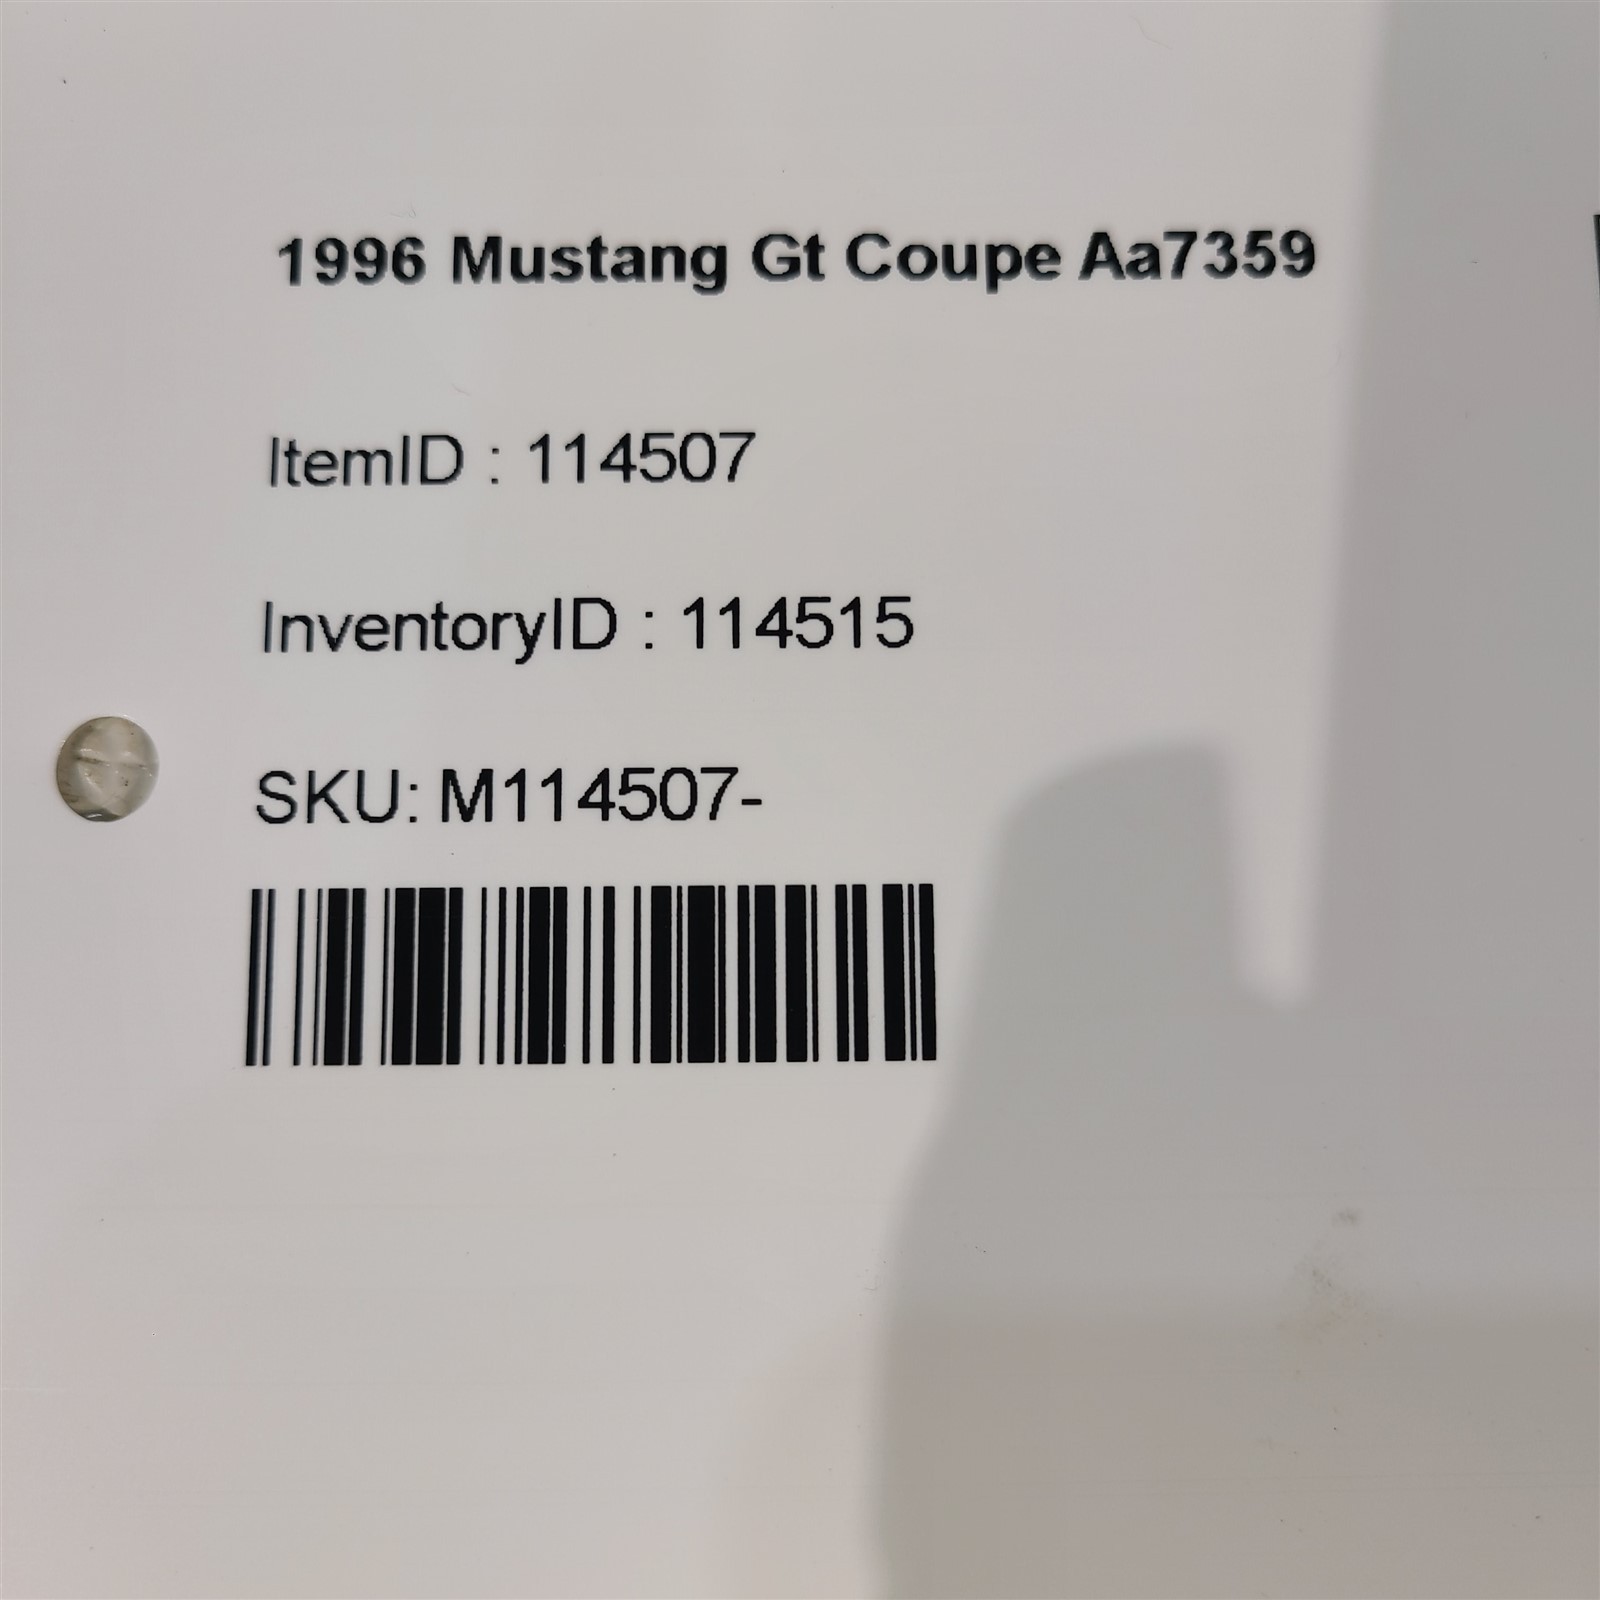 1996 Mustang Gt Coupe Aa7359
ItemID : 114507
InventoryID : 114515
SKU: M114507-